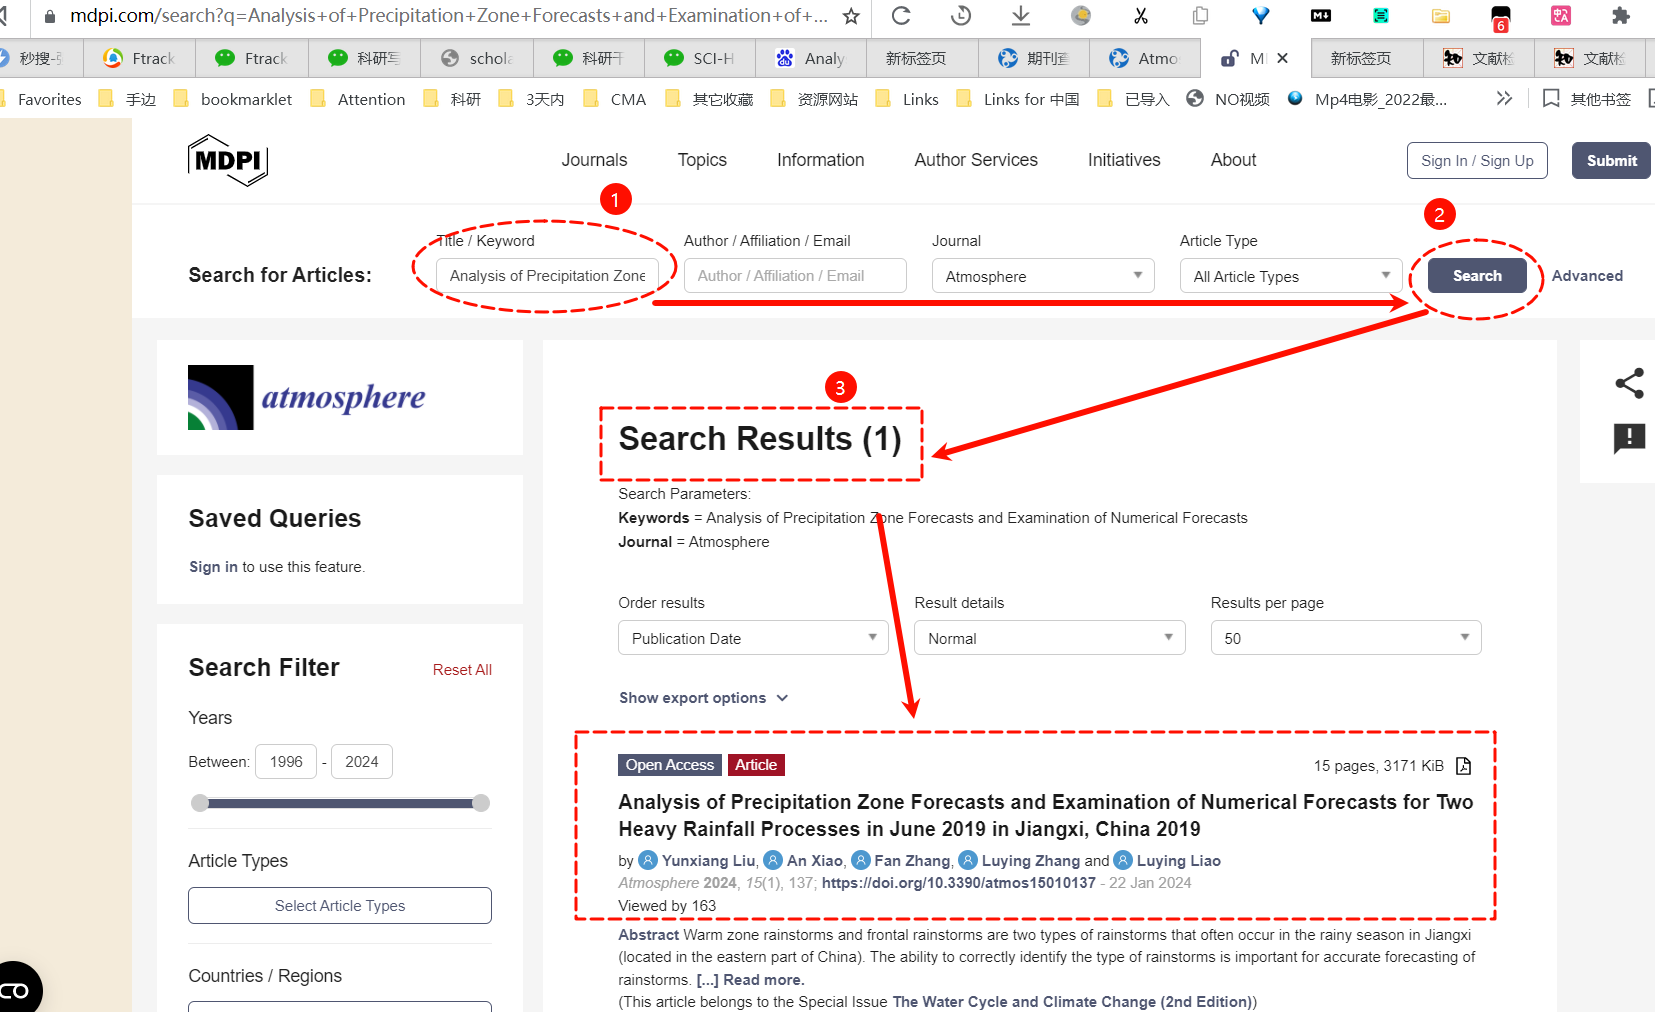 mdpi.com/search?q=Analysis+of+Precipitation+Zone+Forecasts+and+Examination+of+...
6
秒搜-
Ftrack
Ftrack
科研写
schola
科研干
SCI-H
Analy
新标签页
期刊查
Atmo
M
新标签页
文献检
文献检
Favorites
手边
bookmarklet
Attention
科研
3天内
CMA
其它收藏
资源网站
Links
Links for 中国
已导入
NO视频
Mp4电影_2022最...
其他书签
MDPI
Journals
Topics
Information
Author Services
Initiatives
About
Sign In / Sign Up
Submit
1
2
Title / Keyword
Author / Affiliation / Email
Journal
Article Type
Search for Articles:
Analysis of Precipitation Zone
Author / Affiliation / Email
Atmosphere
All Article Types
Search
Advanced
atmosphere
3
Search Results (1)
Search Parameters:
Keywords = Analysis of Precipitation Zone Forecasts and Examination of Numerical Forecasts
Journal = Atmosphere
Saved Queries
Sign in to use this feature.
Order results
Result details
Results per page
Publication Date
Normal
50
Search Filter
Reset All
Show export options
Years
Between: 1996 - 2024
Article Types
Select Article Types
Countries / Regions
Open Access
Article
15 pages, 3171 KiB
Analysis of Precipitation Zone Forecasts and Examination of Numerical Forecasts for Two
Heavy Rainfall Processes in June 2019 in Jiangxi, China 2019
by Yunxiang Liu, An Xiao, Fan Zhang, Luying Zhang and Luying Liao
Atmosphere 2024, 15(1), 137; https://doi.org/10.3390/atmos15010137 - 22 Jan 2024
Viewed by 163
Abstract Warm zone rainstorms and frontal rainstorms are two types of rainstorms that often occur in the rainy season in Jiangxi
(located in the eastern part of China). The ability to correctly identify the type of rainstorms is important for accurate forecasting of
rainstorms. [...] Read more.
(This article belongs to the Special Issue The Water Cycle and Climate Change (2nd Edition))